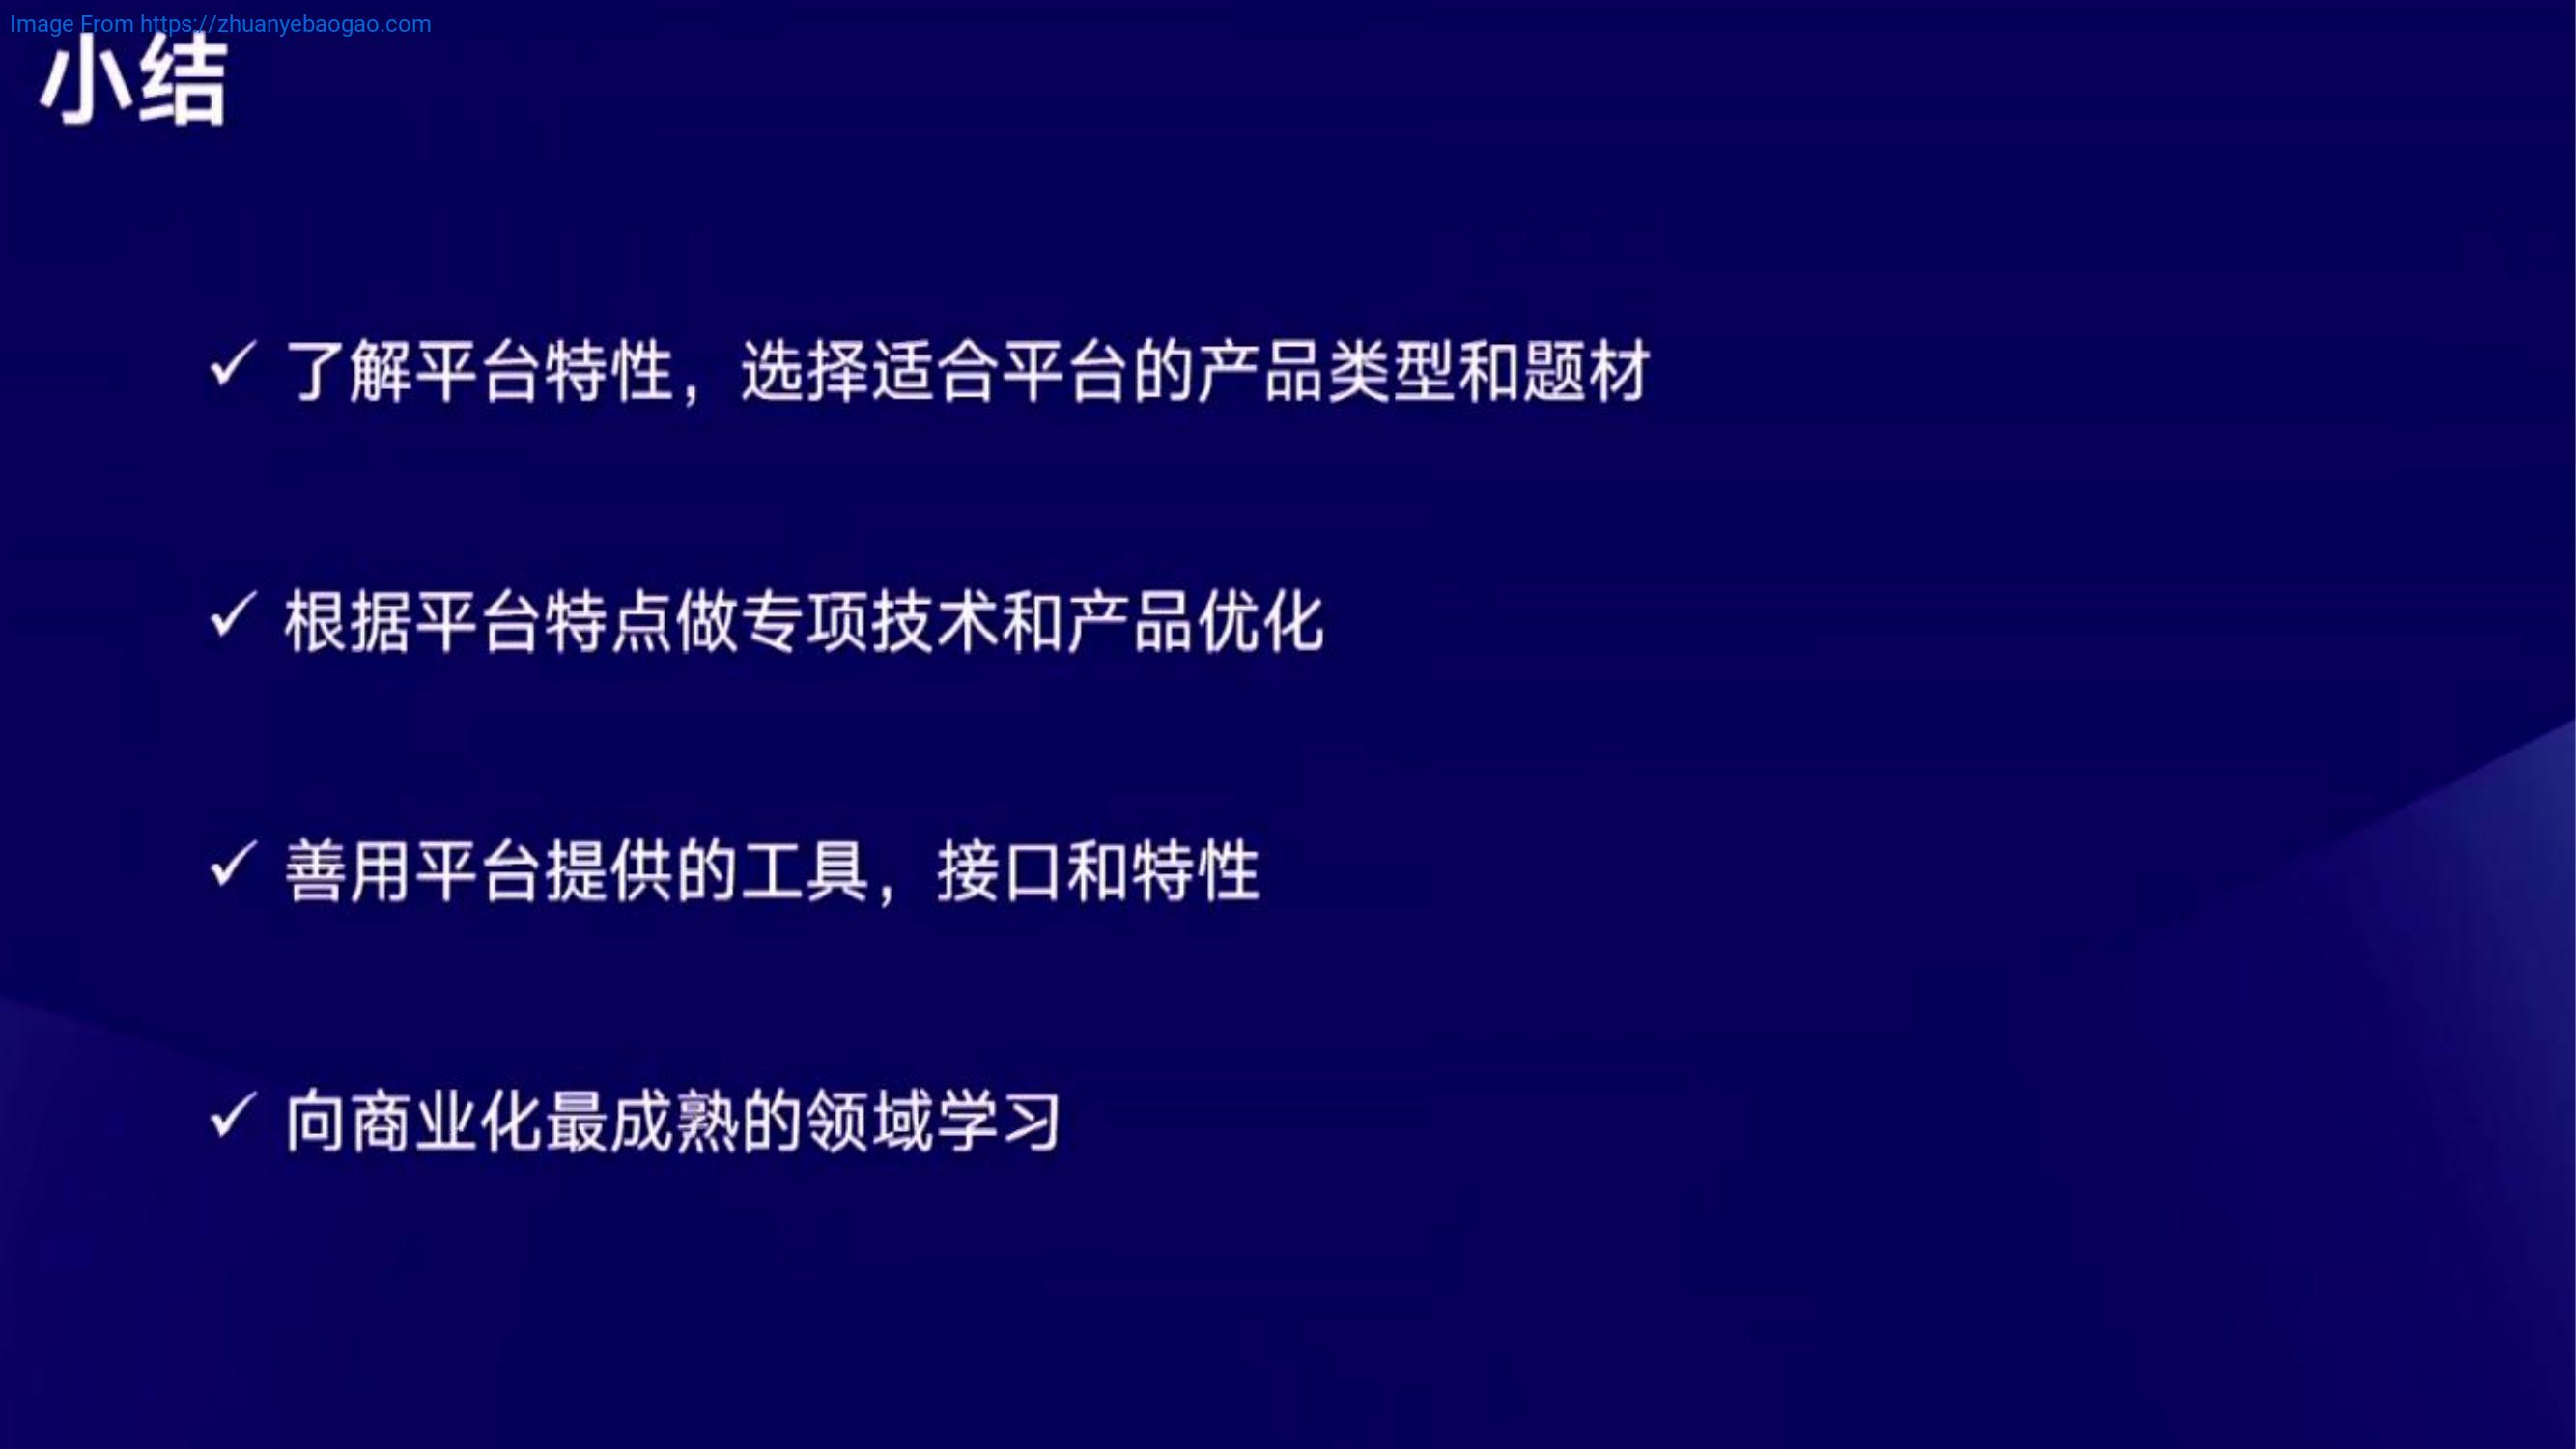 Image From https://zhuanyebaogao.com
小结
✓ 了解平台特性，选择适合平台的产品类型和题材
✓ 根据平台特点做专项技术和产品优化
✓ 善用平台提供的工具，接口和特性
✓ 向商业化最成熟的领域学习